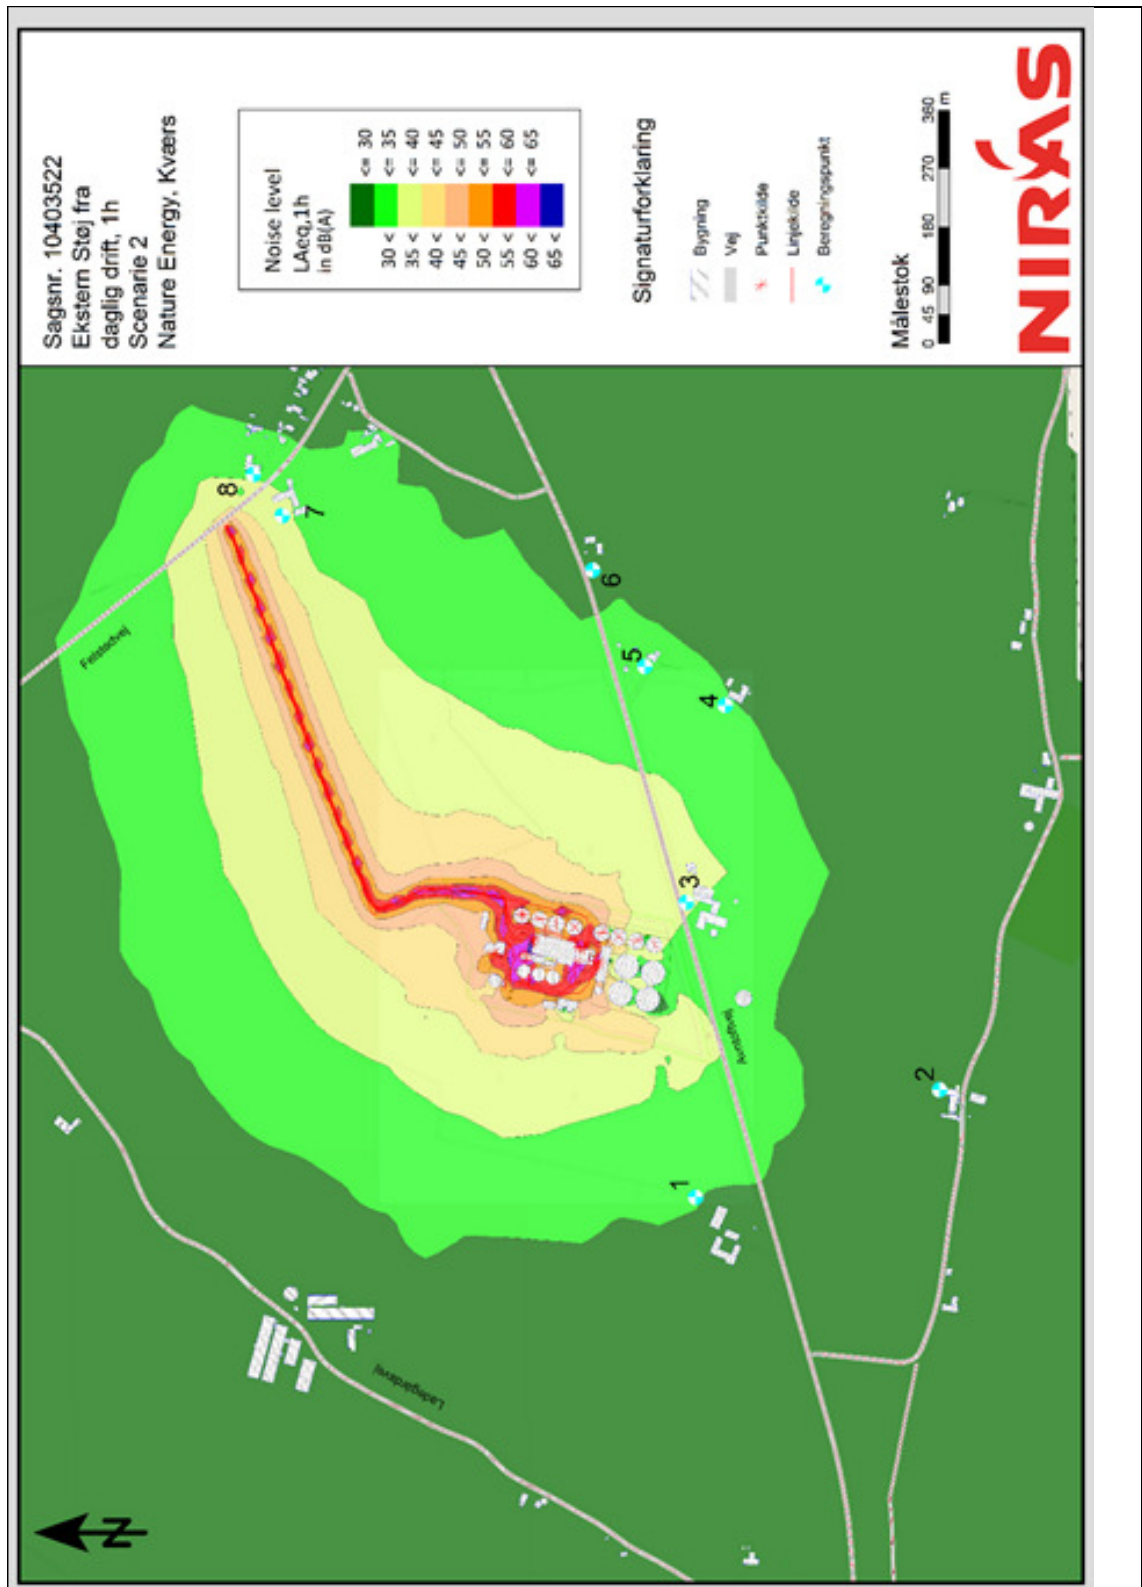 Sagsnr. 10403522
Ekstern Støj fra
daglig drift, 1h
Scenarie 2
Nature Energy, Kværs
Noise level
LAeq,1h
in dB(A)
<= 30
30 < <= 35
35 < <= 40
40 < <= 45
45 < <= 50
50 < <= 55
55 < <= 60
60 < <= 65
65 <
Signaturforklaring
Bygning
Vej
Punktkilde
Linjekilde
Beregningspunkt
Målestok
0 45 90 180 270 360
m
NIRAS
N
Felstedvej
Avntoftvej
Ladegårdsvej
1
2
3
4
5
6
7
8